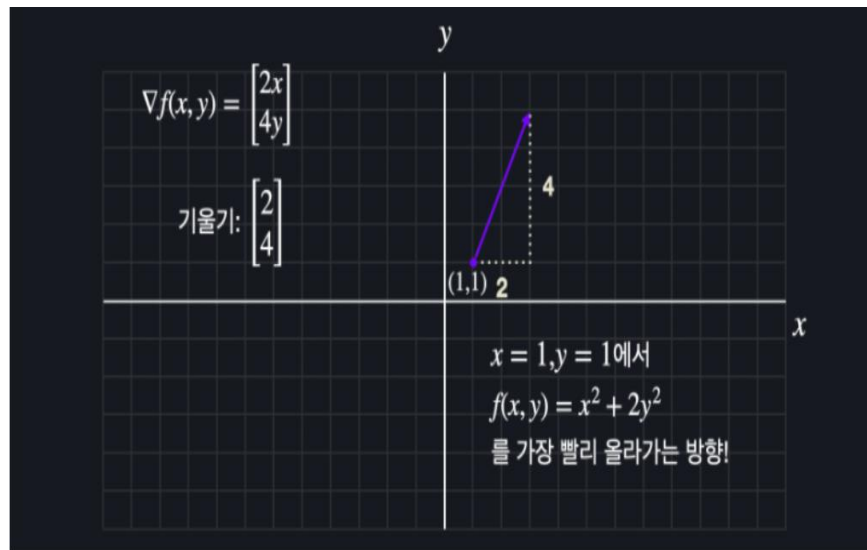 y
∇f(x, y) = [2x 4y]
4
기울기: [2 4]
(1,1) 2
x
x = 1,y = 1에서
f(x, y) = x² + 2y²
를 가장 빨리 올라가는 방향!